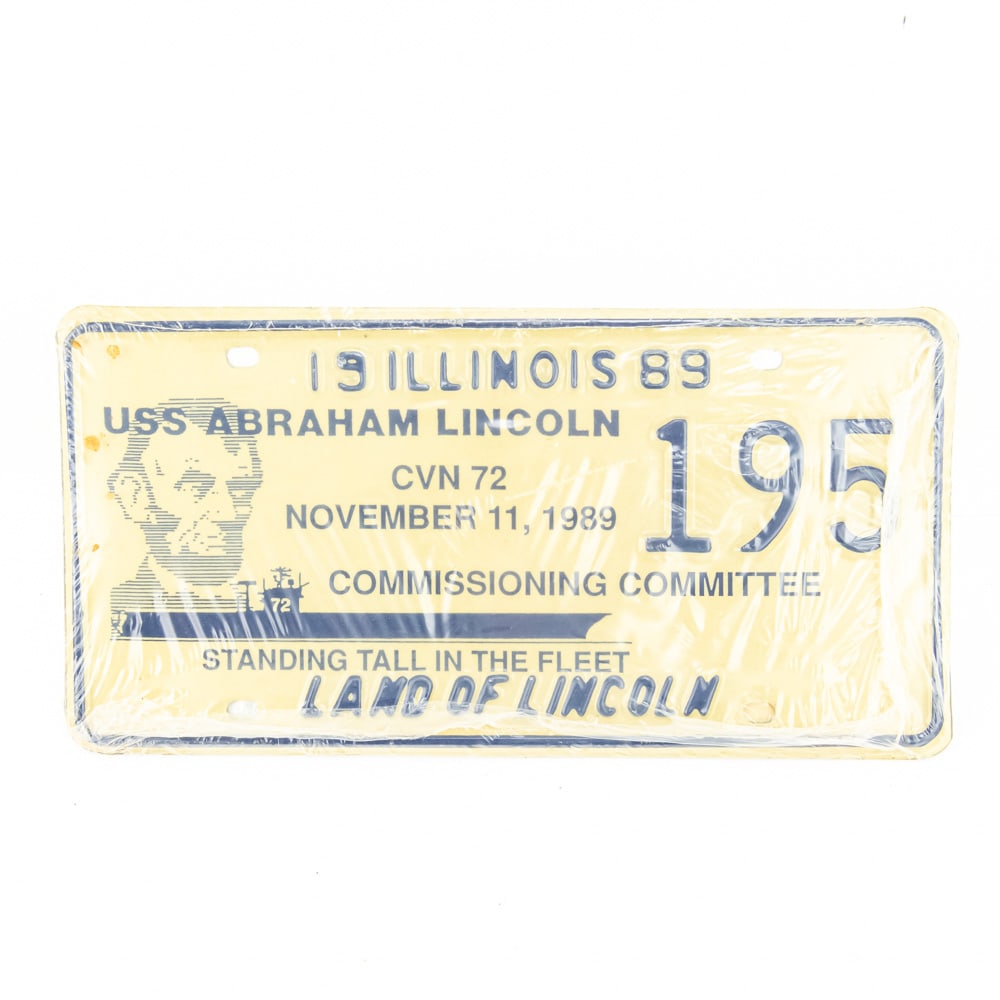 19 ILLINOIS 89
USS ABRAHAM LINCOLN
195
CVN 72
NOVEMBER 11, 1989
COMMISSIONING COMMITTEE
72
STANDING TALL IN THE FLEET
LAND OF LINCOLN